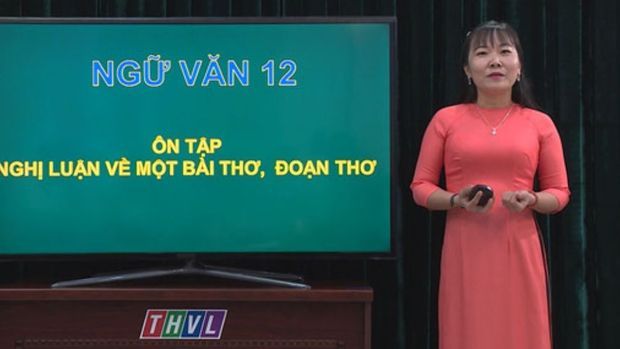 NGỮ VĂN 12
ÔN TẬP
NGHỊ LUẬN VỀ MỘT BÀI THƠ, ĐOẠN THƠ
THVL